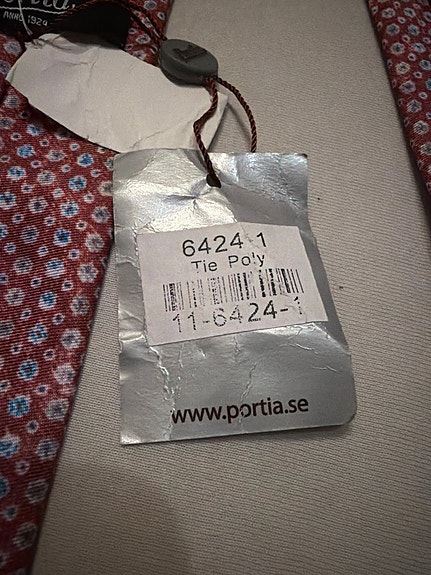 ANNO 1924
6424-1
Tie Poly
11-6424-1
www.portia.se